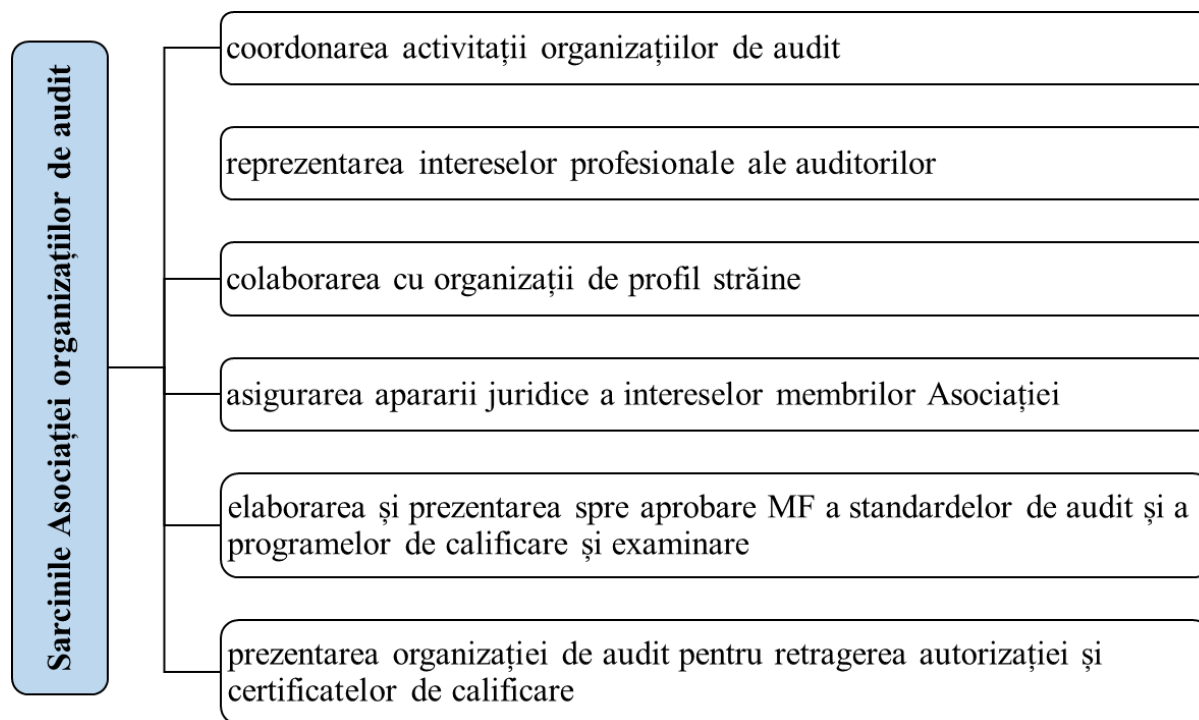 Sarcinile Asociației organizațiilor de audit
coordonarea activitații organizațiilor de audit
reprezentarea intereselor profesionale ale auditorilor
colaborarea cu organizații de profil străine
asigurarea apararii juridice a intereselor membrilor Asociației
elaborarea și prezentarea spre aprobare MF a standardelor de audit și a
programelor de calificare și examinare
prezentarea organizației de audit pentru retragerea autorizației și
certificatelor de calificare